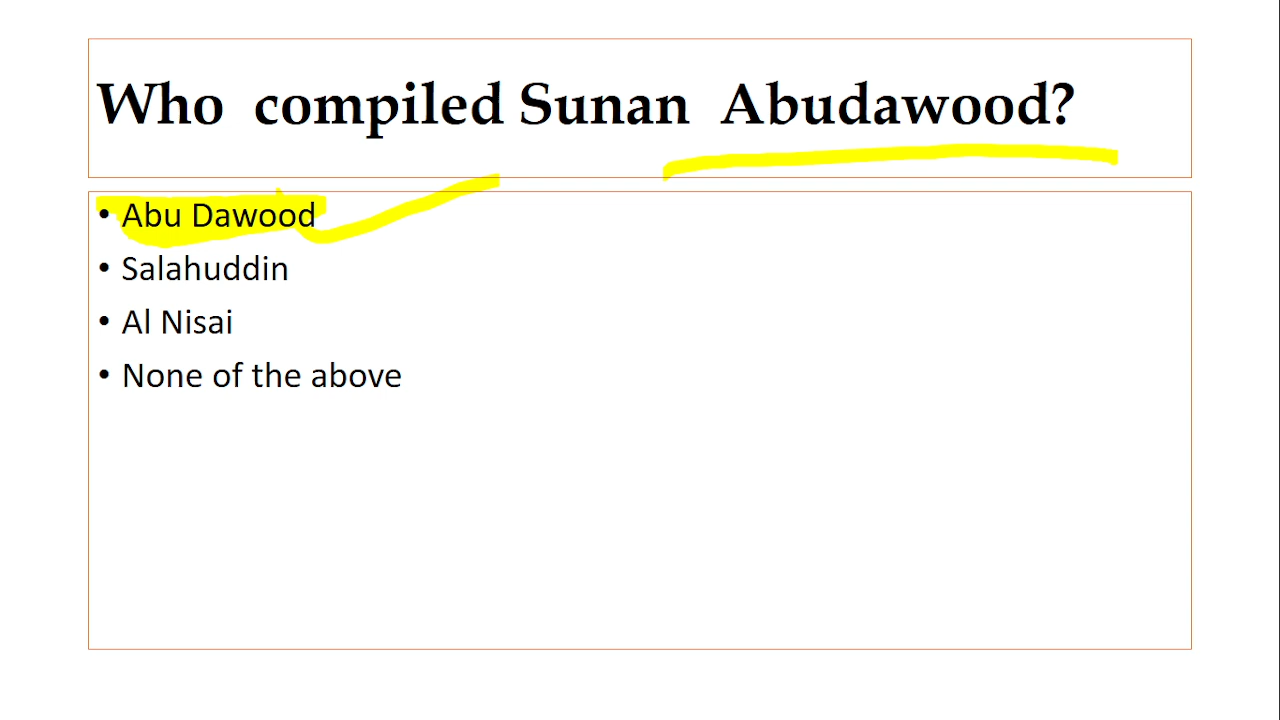 Who compiled Sunan Abudawood?
• Abu Dawood
• Salahuddin
• Al Nisai
• None of the above